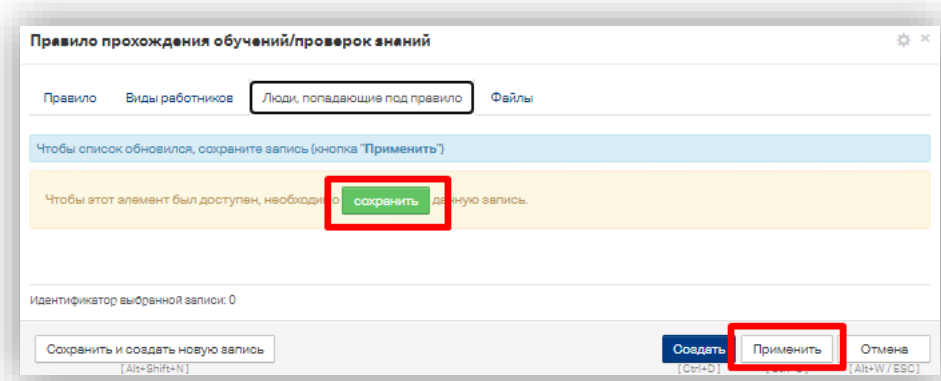 Правило прохождения обучений/проверок знаний
Правило Виды работников Люди, попадающие под правило Файлы
Чтобы список обновился, сохраните запись (кнопка "Применить")
Чтобы этот элемент был доступен, необходимо сохранить данную запись.
Идентификатор выбранной записи: 0
Сохранить и создать новую запись Создать Применить Отмена
[Alt+Shift+N] [Ctrl+D] [Alt+W / ESC]